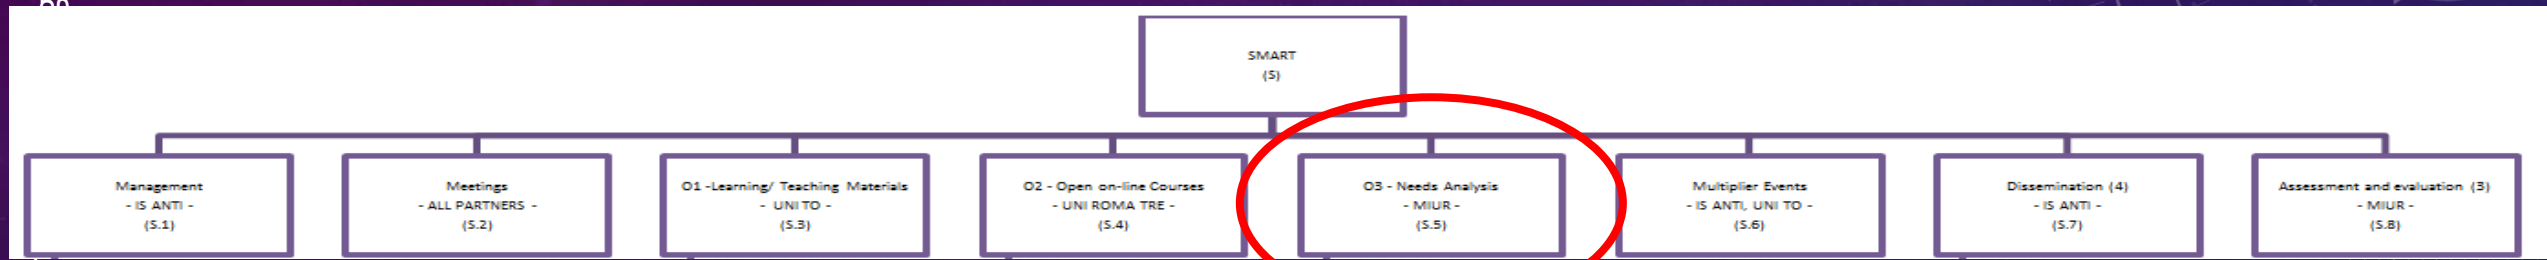 SMART
(S)
Management
- IS ANTI -
(S.1)
Meetings
- ALL PARTNERS -
(S.2)
O1 -Learning/ Teaching Materials
- UNI TO -
(S.3)
O2 - Open on-line Courses
- UNI ROMA TRE -
(S.4)
O3 - Needs Analysis
- MIUR -
(S.5)
Multiplier Events
- IS ANTI, UNI TO -
(S.6)
Dissemination (4)
- IS ANTI -
(S.7)
Assessment and evaluation (3)
- MIUR -
(S.8)